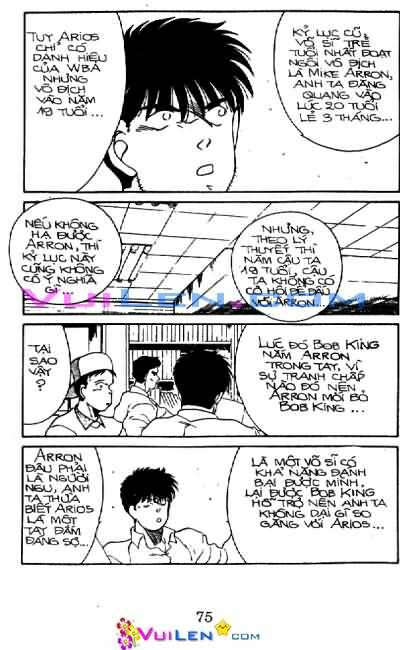 KỶ LỤC CŨ
VÕ SĨ TRẺ
TUỔI NHẤT ĐOẠT
NGÔI VÔ ĐỊCH
LÀ MIKE ARRON,
ANH TA ĐĂNG
QUANG VÀO
LÚC 20 TUỔI
LẺ 3 THÁNG...
TUY ARIOS
CHỈ CÓ
DANH HIỆU
CỦA WBA
NHƯNG
VÔ ĐỊCH
VÀO NĂM
19 TUỔI...
NHƯNG,
THEO LÝ
THUYẾT THÌ
NĂM CẬU TA
19 TUỔI, CẬU
TA KHÔNG CÓ
CƠ HỘI ĐỂ ĐẤU
VỚI ARRON...
NẾU KHÔNG
HẠ ĐƯỢC
ARRON, THÌ
KỶ LỤC NÀY
CŨNG KHÔNG
CÓ Ý NGHĨA
GÌ...
VUILEN.COM
LÚC ĐÓ BOB KING
NẮM ARRON
TRONG TAY, VÌ
SỰ TRANH CHẤP
NÀO ĐÓ NÊN
ARRON MỚI BỎ
BOB KING...
TẠI
SAO
VẬY
?
LÀ MỘT VÕ SĨ CÓ
KHẢ NĂNG ĐÁNH
BẠI ĐƯỢC MÌNH,
LẠI ĐƯỢC BOB KING
HỖ TRỢ NÊN ANH TA
KHÔNG DẠI GÌ SO
GĂNG VỚI ARIOS...
ARRON
ĐÂU PHẢI
LÀ NGƯỜI
NGU, ANH
TA THỪA
BIẾT ARIOS
LÀ MỘT
TAY ĐẤM
ĐÁNG SỢ...
75
VUILEN.COM